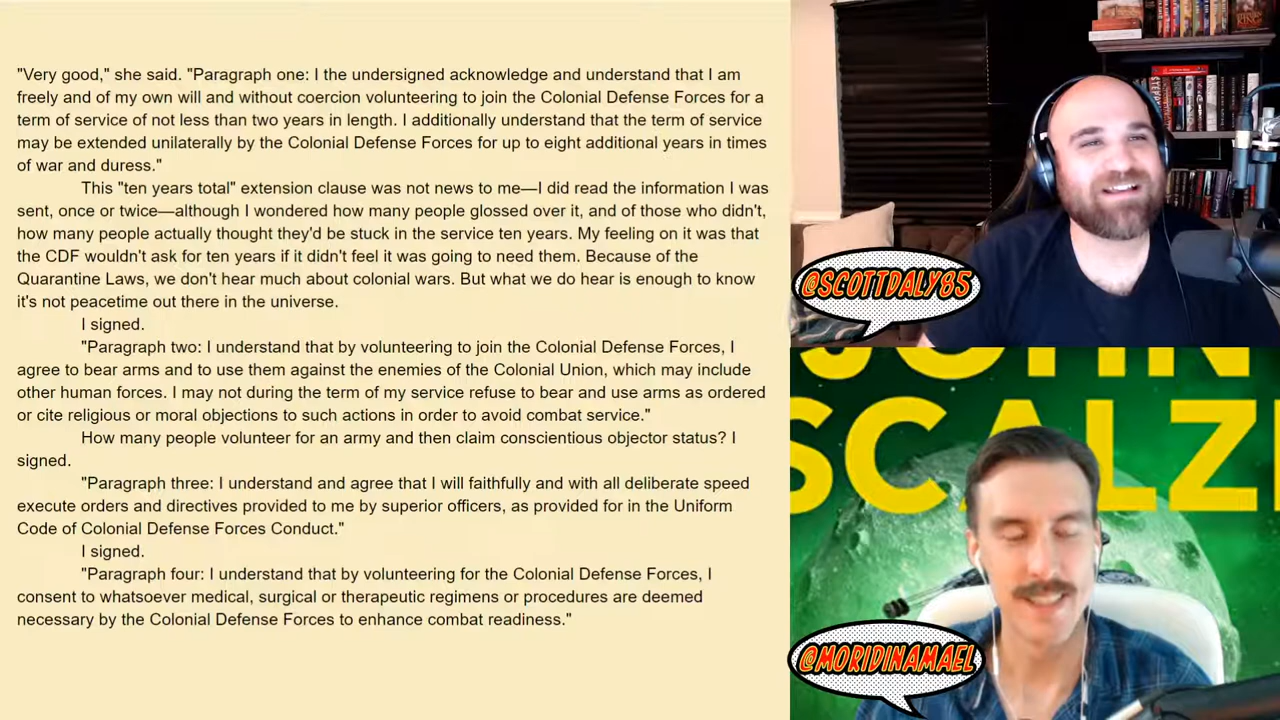 "Very good," she said. "Paragraph one: I the undersigned acknowledge and understand that I am
freely and of my own will and without coercion volunteering to join the Colonial Defense Forces for a
term of service of not less than two years in length. I additionally understand that the term of service
may be extended unilaterally by the Colonial Defense Forces for up to eight additional years in times
of war and duress."
This "ten years total" extension clause was not news to me—I did read the information I was
sent, once or twice—although I wondered how many people glossed over it, and of those who didn't,
how many people actually thought they'd be stuck in the service ten years. My feeling on it was that
the CDF wouldn't ask for ten years if it didn't feel it was going to need them. Because of the
Quarantine Laws, we don't hear much about colonial wars. But what we do hear is enough to know
it's not peacetime out there in the universe.
I signed.
"Paragraph two: I understand that by volunteering to join the Colonial Defense Forces, I
agree to bear arms and to use them against the enemies of the Colonial Union, which may include
other human forces. I may not during the term of my service refuse to bear and use arms as ordered
or cite religious or moral objections to such actions in order to avoid combat service."
How many people volunteer for an army and then claim conscientious objector status? I
signed.
"Paragraph three: I understand and agree that I will faithfully and with all deliberate speed
execute orders and directives provided to me by superior officers, as provided for in the Uniform
Code of Colonial Defense Forces Conduct."
I signed.
"Paragraph four: I understand that by volunteering for the Colonial Defense Forces, I
consent to whatsoever medical, surgical or therapeutic regimens or procedures are deemed
necessary by the Colonial Defense Forces to enhance combat readiness."
@SCOTTDALY85
JOHN
SCALZI
@MORIDINAMAEL